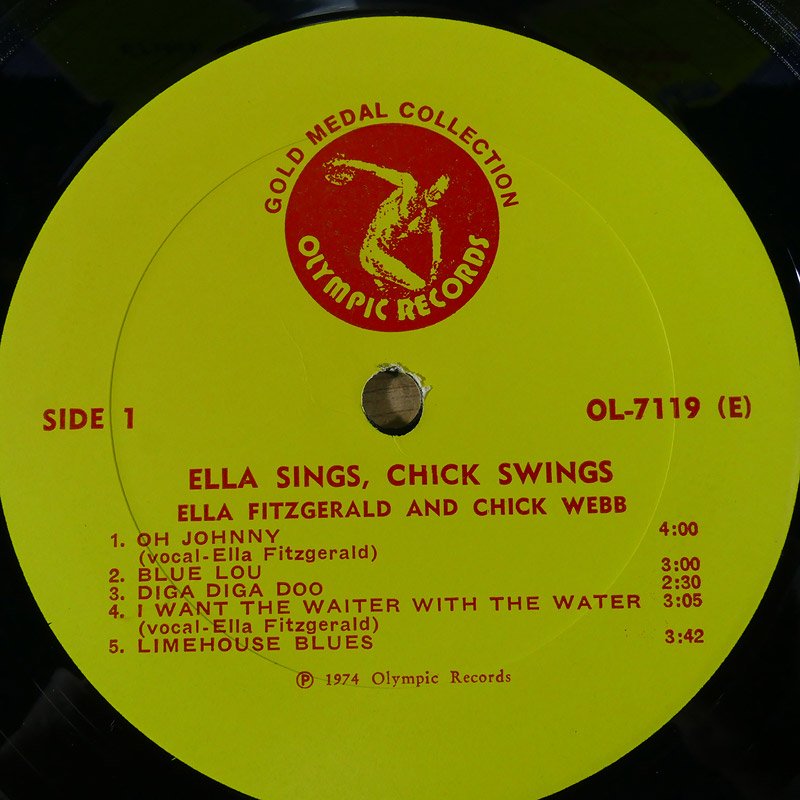 GOLD MEDAL COLLECTION
OLYMPIC RECORDS
SIDE 1
OL-7119 (E)
ELLA SINGS, CHICK SWINGS
ELLA FITZGERALD AND CHICK WEBB
1. OH JOHNNY 4:00
(vocal-Ella Fitzgerald)
2. BLUE LOU 3:00
3. DIGA DIGA DOO 2:30
4. I WANT THE WAITER WITH THE WATER 3:05
(vocal-Ella Fitzgerald)
5. LIMEHOUSE BLUES 3:42
Ⓟ 1974 Olympic Records